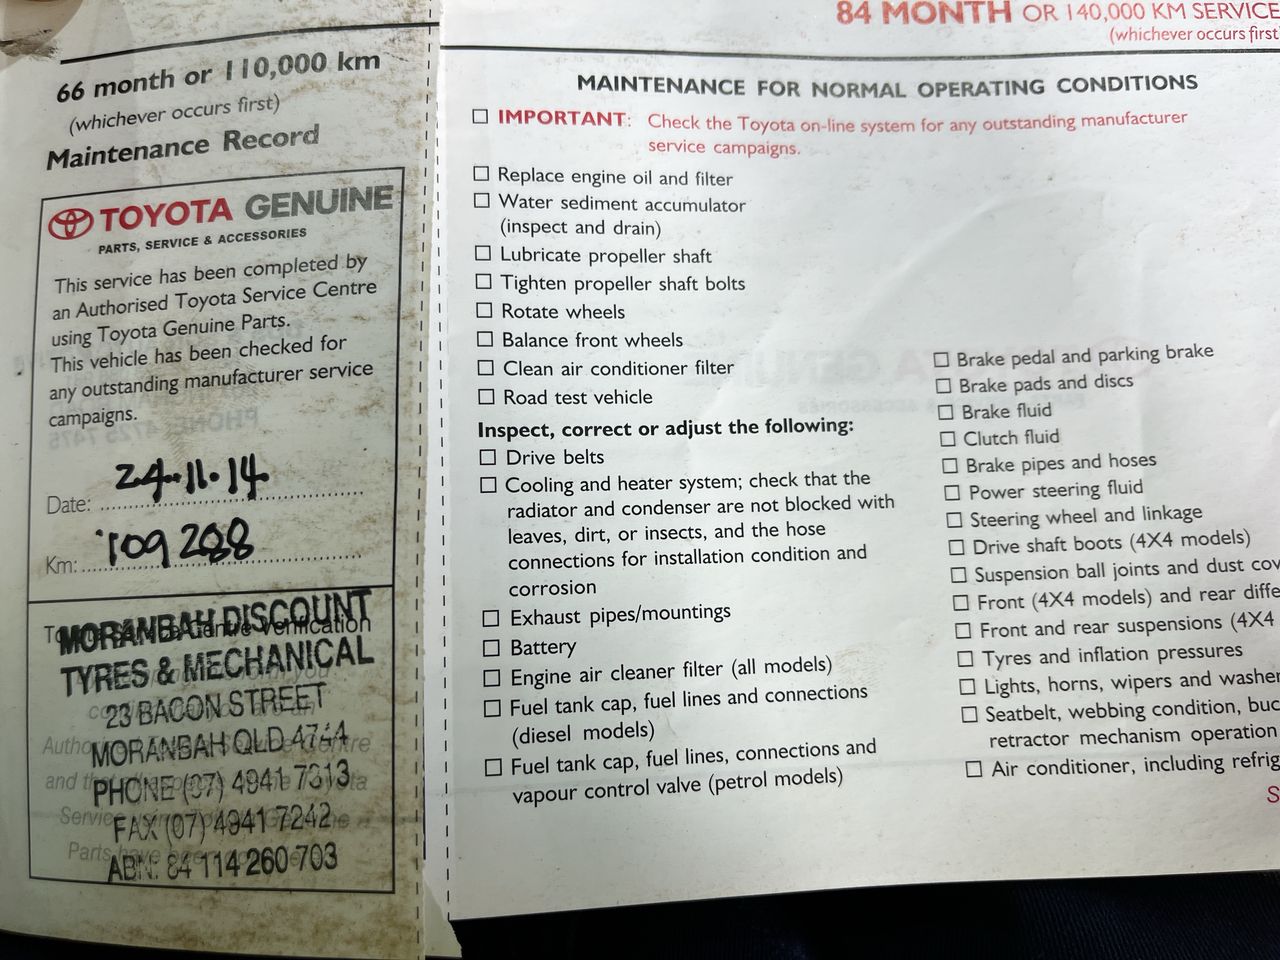 66 month or 110,000 km
(whichever occurs first)
Maintenance Record
TOYOTA GENUINE
PARTS, SERVICE & ACCESSORIES
This service has been completed by
an Authorised Toyota Service Centre
using Toyota Genuine Parts.
This vehicle has been checked for
any outstanding manufacturer service
campaigns.
Date: 24.11.14
Km: 109 288
MORANBAH DISCOUNT
TYRES & MECHANICAL
23 BACON STREET
MORANBAH QLD 4744
PHONE (07) 4941 7313
FAX (07) 4941 7242
ABN: 84 114 260 703
84 MONTH OR 140,000 KM SERVICE
(whichever occurs first
MAINTENANCE FOR NORMAL OPERATING CONDITIONS
IMPORTANT: Check the Toyota on-line system for any outstanding manufacturer
service campaigns.
Replace engine oil and filter
Water sediment accumulator
(inspect and drain)
Lubricate propeller shaft
Tighten propeller shaft bolts
Rotate wheels
Balance front wheels
Clean air conditioner filter
Road test vehicle
Inspect, correct or adjust the following:
Drive belts
Cooling and heater system; check that the
radiator and condenser are not blocked with
leaves, dirt, or insects, and the hose
connections for installation condition and
corrosion
Exhaust pipes/mountings
Battery
Engine air cleaner filter (all models)
Fuel tank cap, fuel lines and connections
(diesel models)
Fuel tank cap, fuel lines, connections and
vapour control valve (petrol models)
Brake pedal and parking brake
Brake pads and discs
Brake fluid
Clutch fluid
Brake pipes and hoses
Power steering fluid
Steering wheel and linkage
Drive shaft boots (4X4 models)
Suspension ball joints and dust cov
Front (4X4 models) and rear diffe
Front and rear suspensions (4X4
Tyres and inflation pressures
Lights, horns, wipers and washer
Seatbelt, webbing condition, buc
retractor mechanism operation
Air conditioner, including refrig
S